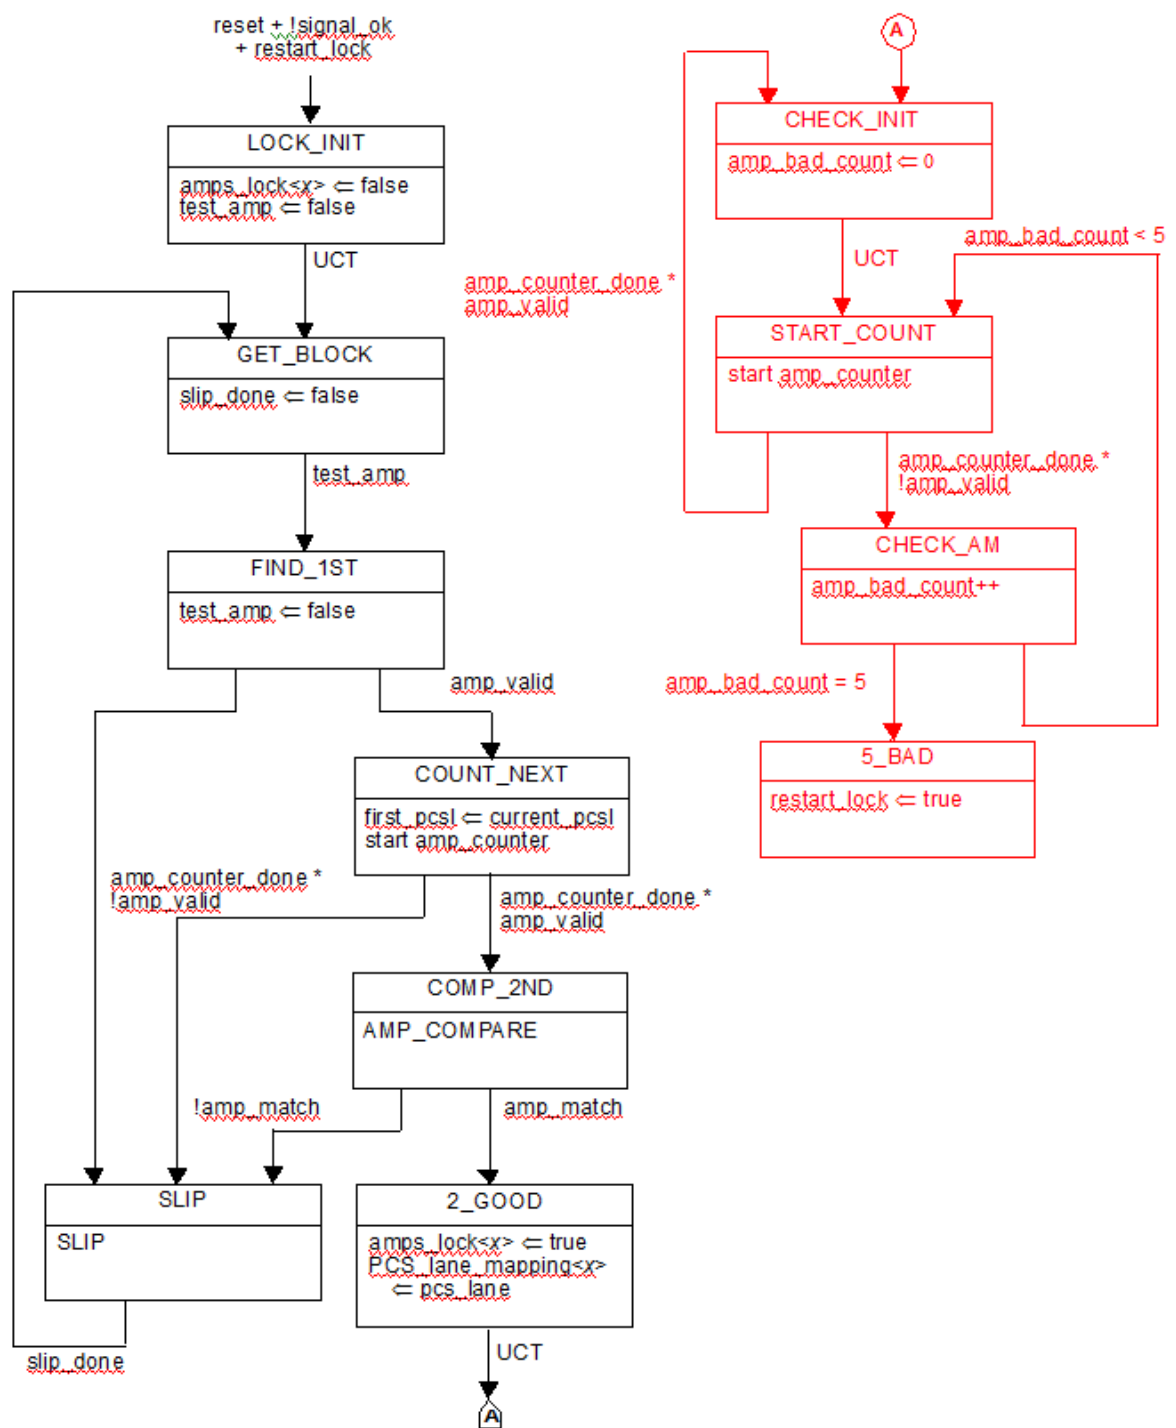 reset + !signal_ok
+ restart_lock
LOCK_INIT
amps_lock<x> ⇐ false
test_amp ⇐ false
UCT
GET_BLOCK
slip_done ⇐ false
test_amp
FIND_1ST
test_amp ⇐ false
amp_valid
COUNT_NEXT
first_pcsl ⇐ current_pcsl
start amp_counter
amp_counter_done *
!amp_valid
amp_counter_done *
amp_valid
COMP_2ND
AMP_COMPARE
!amp_match
amp_match
SLIP
SLIP
slip_done
2_GOOD
amps_lock<x> ⇐ true
PCS_lane_mapping<x>
⇐ pcs_lane
UCT
A
A
CHECK_INIT
amp_bad_count ⇐ 0
UCT
amp_bad_count < 5
amp_counter_done *
amp_valid
START_COUNT
start amp_counter
amp_counter_done *
!amp_valid
CHECK_AM
amp_bad_count++
amp_bad_count = 5
5_BAD
restart_lock ⇐ true